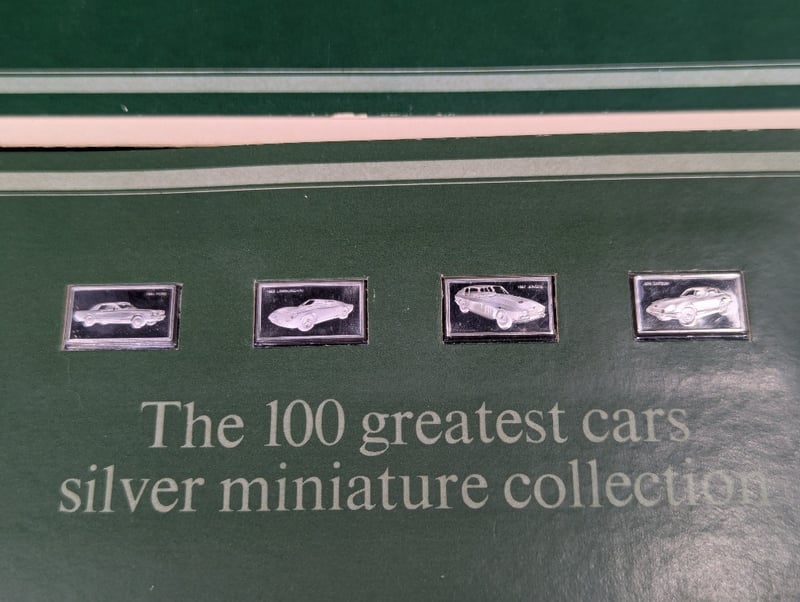 The 100 greatest cars
silver miniature collection